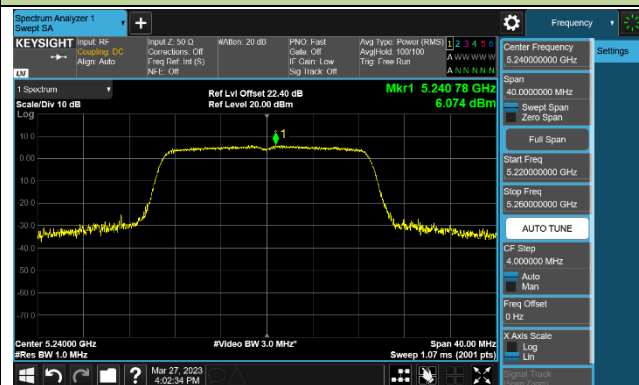 Spectrum Analyzer 1
Swept SA
Frequency
KEYSIGHT
Input: RF
Coupling: DC
Align: Auto
Input Z: 50 Ω
Corrections: Off
Freq Ref: Int (S)
NFE: Off
#Atten: 20 dB
PNO: Fast
Gate: Off
IF Gain: Low
Sig Track: Off
Avg Type: Power (RMS)
Avg|Hold: 100/100
Trig: Free Run
1 2 3 4 5 6
A W W W W W
A N N N N N
LXI
1 Spectrum
Scale/Div 10 dB
Log
Ref Lvl Offset 22.40 dB
Ref Level 20.00 dBm
Mkr1 5.240 78 GHz
6.074 dBm
1
10.0
0.00
-10.0
-20.0
-30.0
-40.0
-50.0
-60.0
-70.0
Center 5.24000 GHz
#Res BW 1.0 MHz
#Video BW 3.0 MHz*
Span 40.00 MHz
Sweep 1.07 ms (2001 pts)
?
Mar 27, 2023
4:02:34 PM
Center Frequency
5.240000000 GHz
Settings
Span
40.0000000 MHz
Swept Span
Zero Span
Full Span
Start Freq
5.220000000 GHz
Stop Freq
5.260000000 GHz
AUTO TUNE
CF Step
4.000000 MHz
Auto
Man
Freq Offset
0 Hz
X Axis Scale
Log
Lin
Signal Track
(Span Zoom)